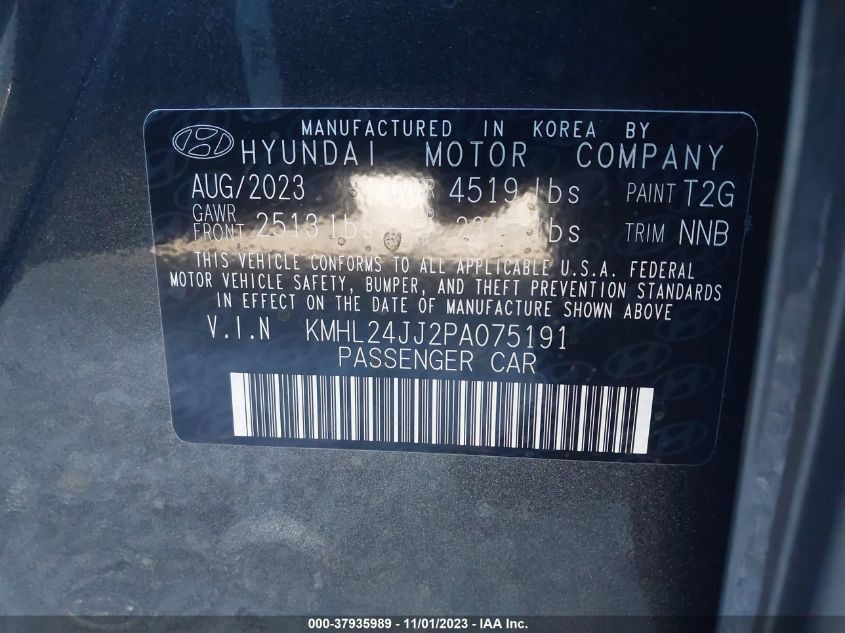 MANUFACTURED IN KOREA BY
HYUNDAI MOTOR COMPANY
AUG/2023 GVWR 4519 lbs PAINT T2G
GAWR
FRONT 2513 lbs lbs TRIM NNB
THIS VEHICLE CONFORMS TO ALL APPLICABLE U.S.A. FEDERAL
MOTOR VEHICLE SAFETY, BUMPER, AND THEFT PREVENTION STANDARDS
IN EFFECT ON THE DATE OF MANUFACTURE SHOWN ABOVE
V.I.N KMHL24JJ2PA075191
PASSENGER CAR
000-37935989 - 11/01/2023 - IAA Inc.